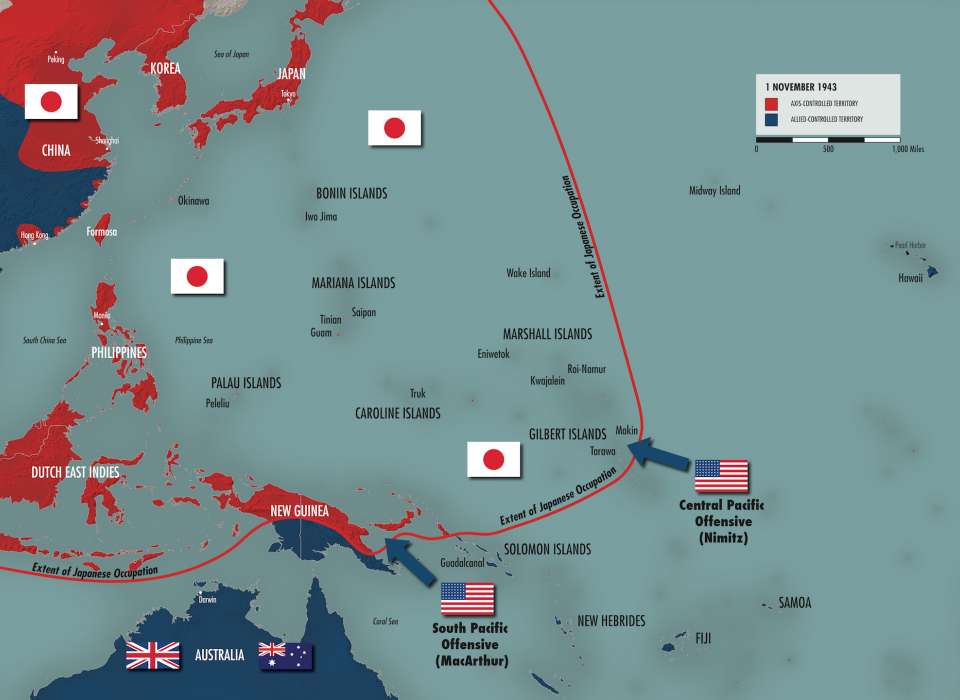 Peking
Sea of Japan
KOREA
JAPAN
Tokyo
1 NOVEMBER 1943
AXIS-CONTROLLED TERRITORY
ALLIED-CONTROLLED TERRITORY
0 500 1,000 Miles
Shanghai
CHINA
Midway Island
BONIN ISLANDS
Okinawa
Iwo Jima
Extent of Japanese Occupation
Hong Kong
Formosa
Pearl Harbor
Hawaii
Wake Island
MARIANA ISLANDS
Saipan
Tinian
Guam
Manila
South China Sea
Philippine Sea
PHILIPPINES
MARSHALL ISLANDS
Eniwetok
Roi-Namur
Kwajalein
PALAU ISLANDS
Peleliu
Truk
CAROLINE ISLANDS
GILBERT ISLANDS
Makin
Tarawa
DUTCH EAST INDIES
Central Pacific
Offensive
(Nimitz)
NEW GUINEA
Extent of Japanese Occupation
SOLOMON ISLANDS
Guadalcanal
Extent of Japanese Occupation
Darwin
Coral Sea
South Pacific
Offensive
(MacArthur)
NEW HEBRIDES
SAMOA
FIJI
AUSTRALIA